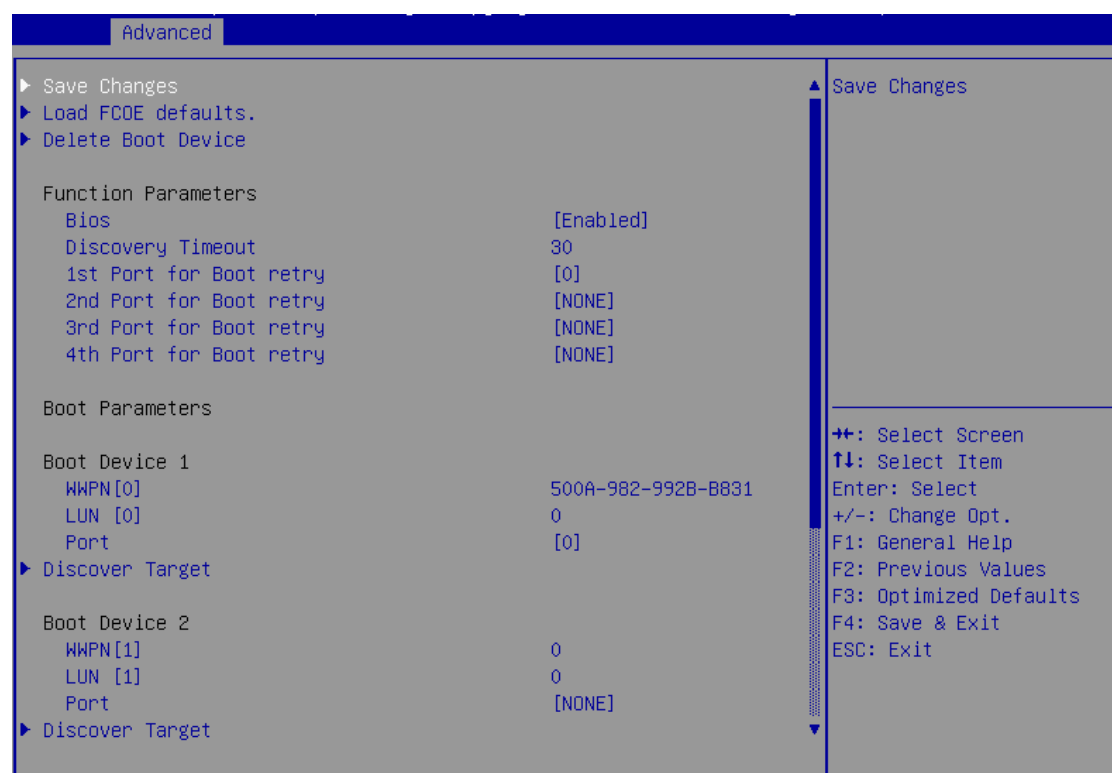 Advanced
Save Changes
Load FCOE defaults.
Delete Boot Device
Function Parameters
Bios [Enabled]
Discovery Timeout 30
1st Port for Boot retry [0]
2nd Port for Boot retry [NONE]
3rd Port for Boot retry [NONE]
4th Port for Boot retry [NONE]
Boot Parameters
Boot Device 1
WWPN[0] 500A-982-992B-B831
LUN [0] 0
Port [0]
Discover Target
Boot Device 2
WWPN[1] 0
LUN [1] 0
Port [NONE]
Discover Target
Save Changes
→←: Select Screen
↑↓: Select Item
Enter: Select
+/-: Change Opt.
F1: General Help
F2: Previous Values
F3: Optimized Defaults
F4: Save & Exit
ESC: Exit